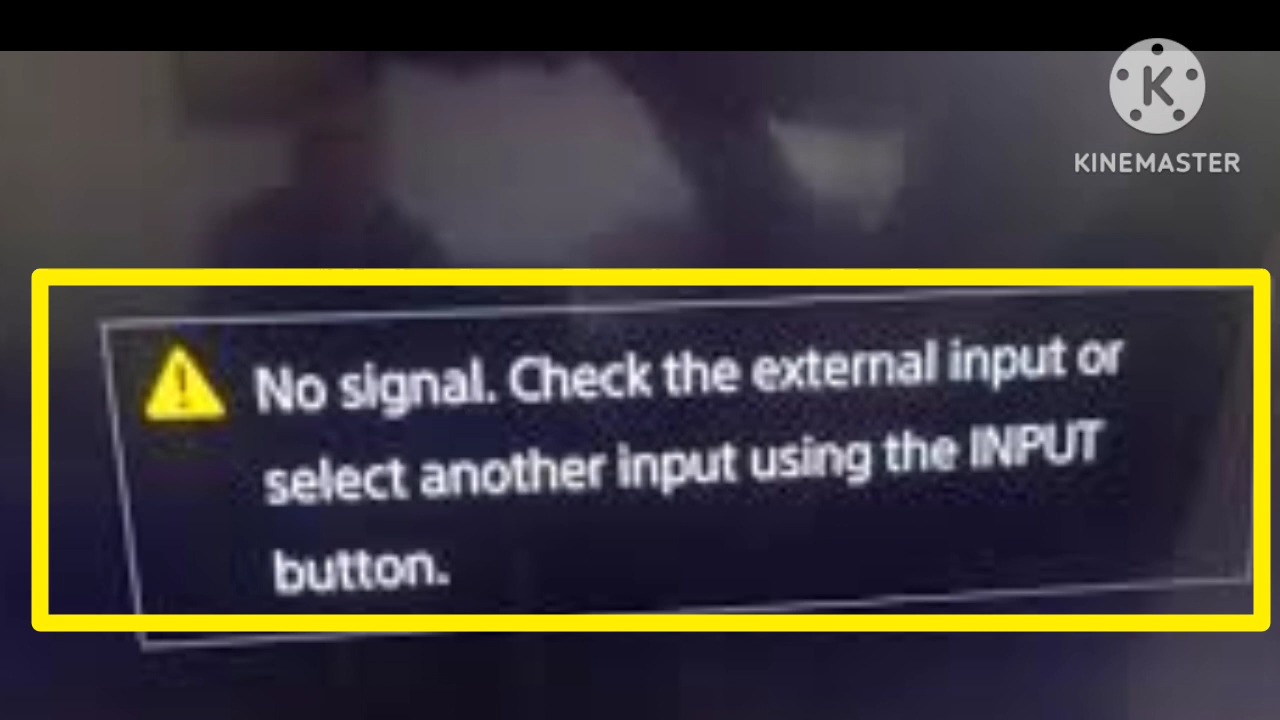 K
KINEMASTER
No signal. Check the external input or
select another input using the INPUT
button.